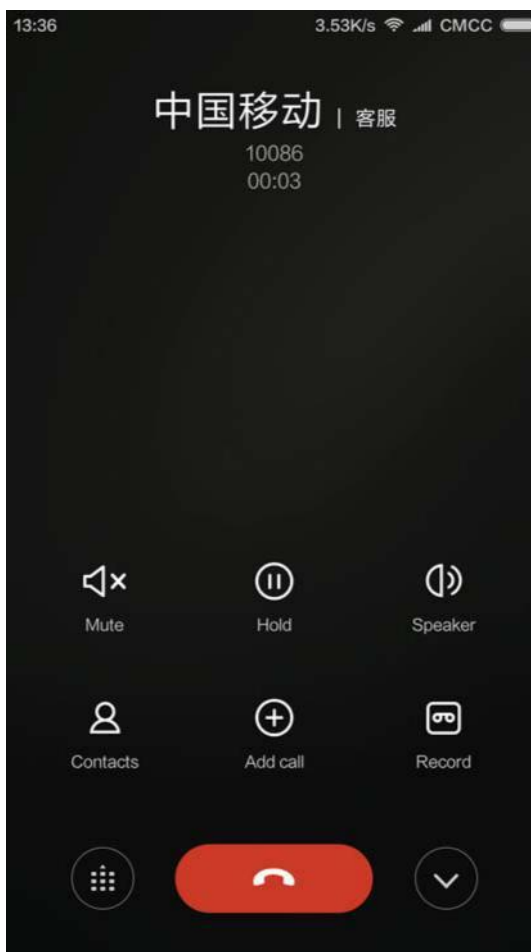 13:36 3.53K/s CMCC
中国移动 | 客服
10086
00:03
Mute Hold Speaker
Contacts Add call Record